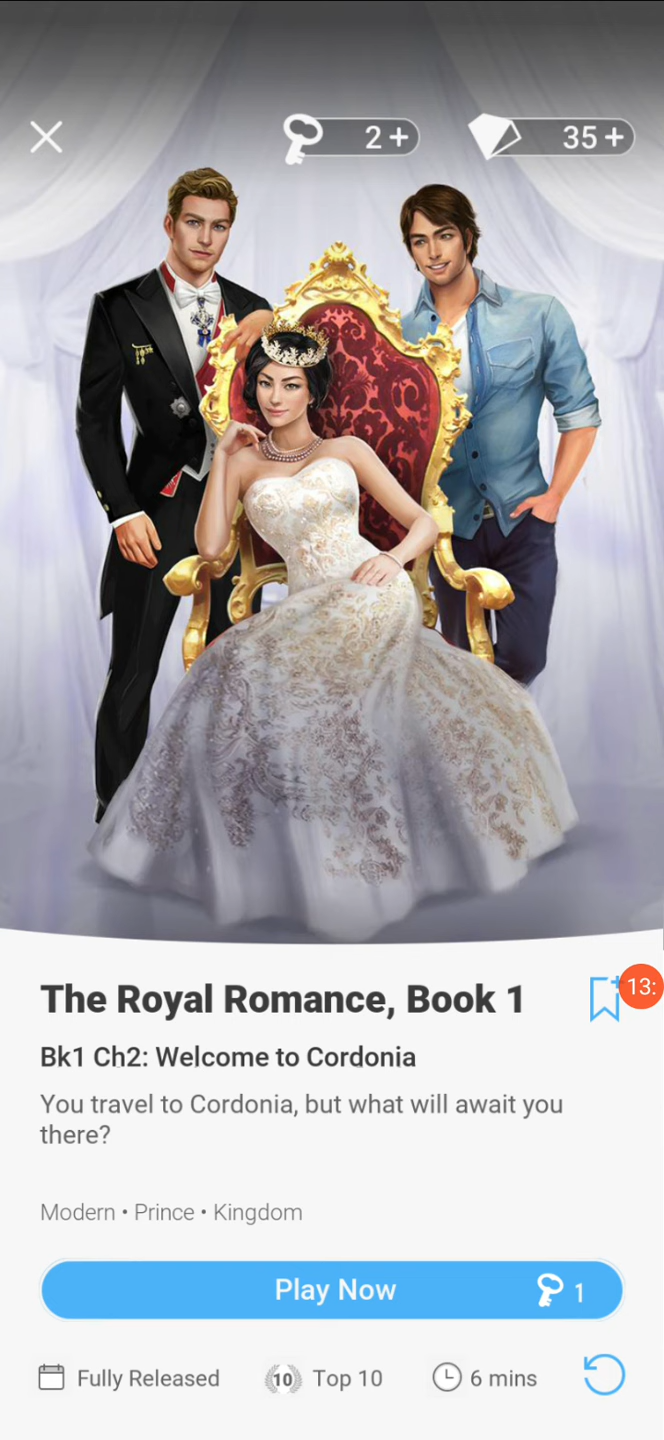 2 +
35 +
The Royal Romance, Book 1
13:
Bk1 Ch2: Welcome to Cordonia
You travel to Cordonia, but what will await you
there?
Modern • Prince • Kingdom
Play Now 1
Fully Released 10 Top 10 6 mins